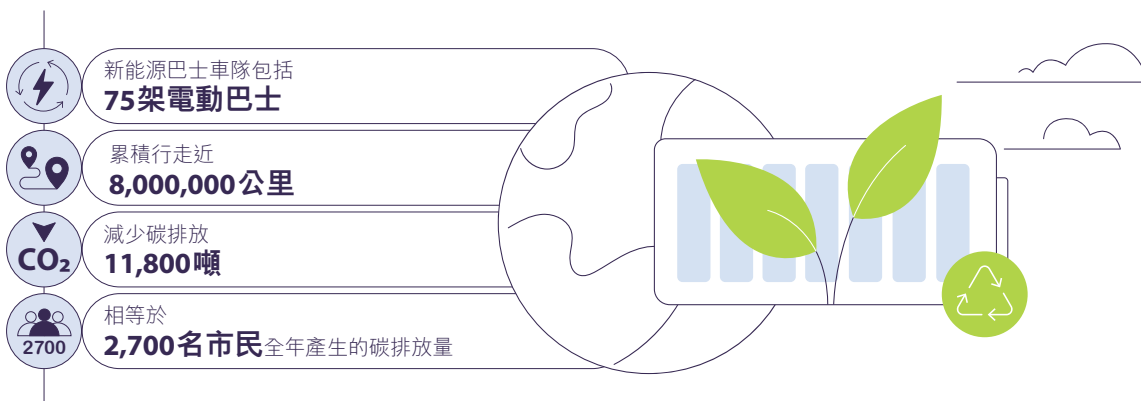 新能源巴士車隊包括
75架電動巴士
累積行走近
8,000,000公里
CO₂
減少碳排放
11,800噸
2700
相等於
2,700名市民全年產生的碳排放量